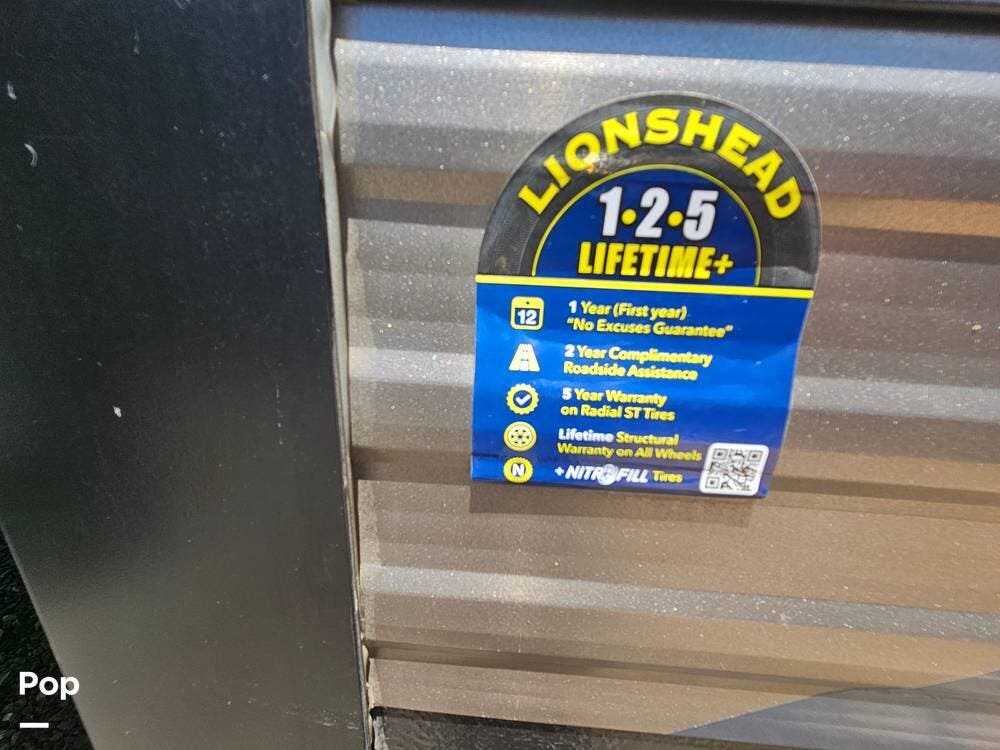 LIONSHEAD
1•2•5
LIFETIME+
12
1 Year (First year)
"No Excuses Guarantee"
2 Year Complimentary
Roadside Assistance
5 Year Warranty
on Radial ST Tires
Lifetime Structural
Warranty on All Wheels
N
+ NITROFILL Tires
Pop